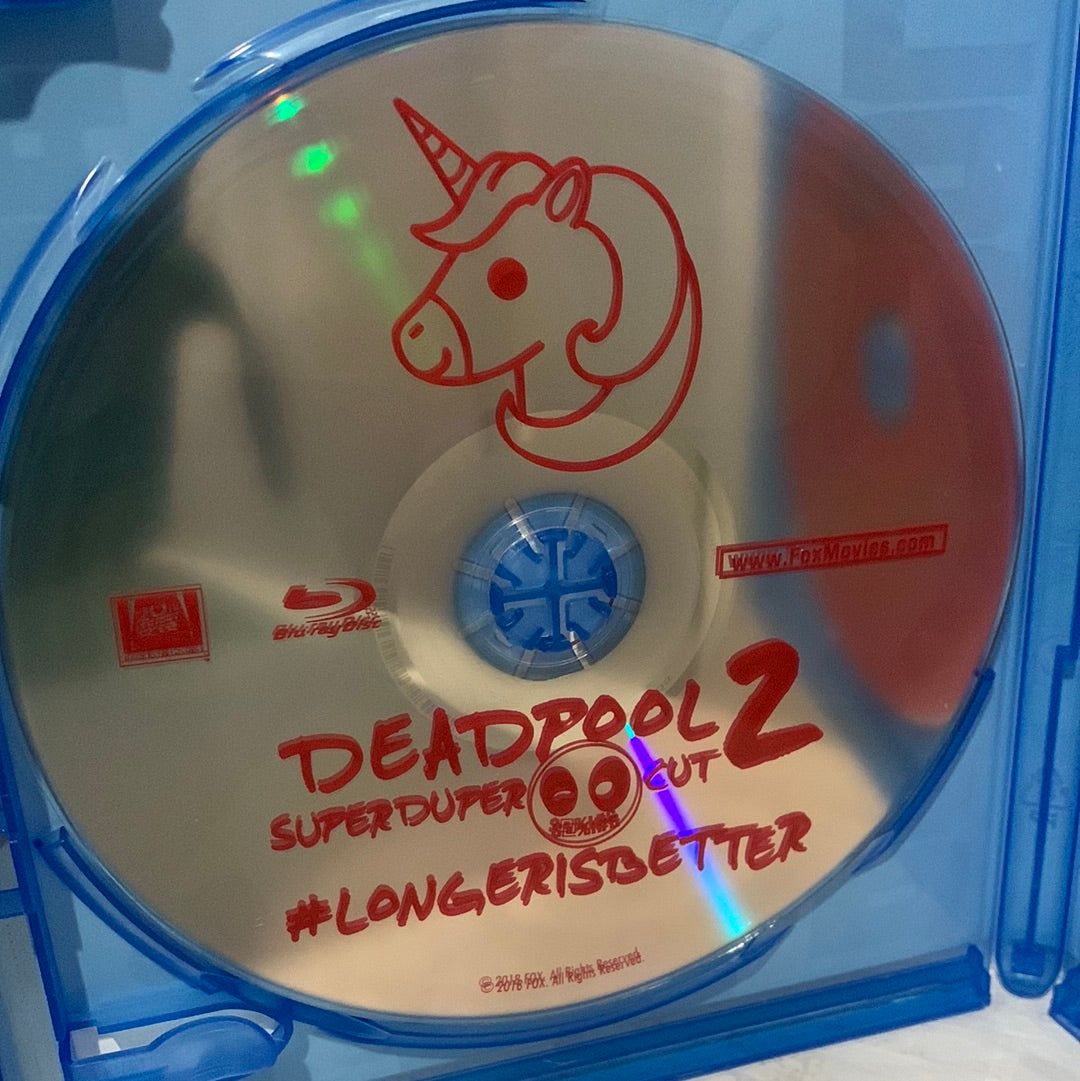 www.FoxMovies.com
Blu-ray Disc
DEADPOOL 2
SUPER DUPER CUT
#LONGERISBETTER
© 2018 FOX. All Rights Reserved.